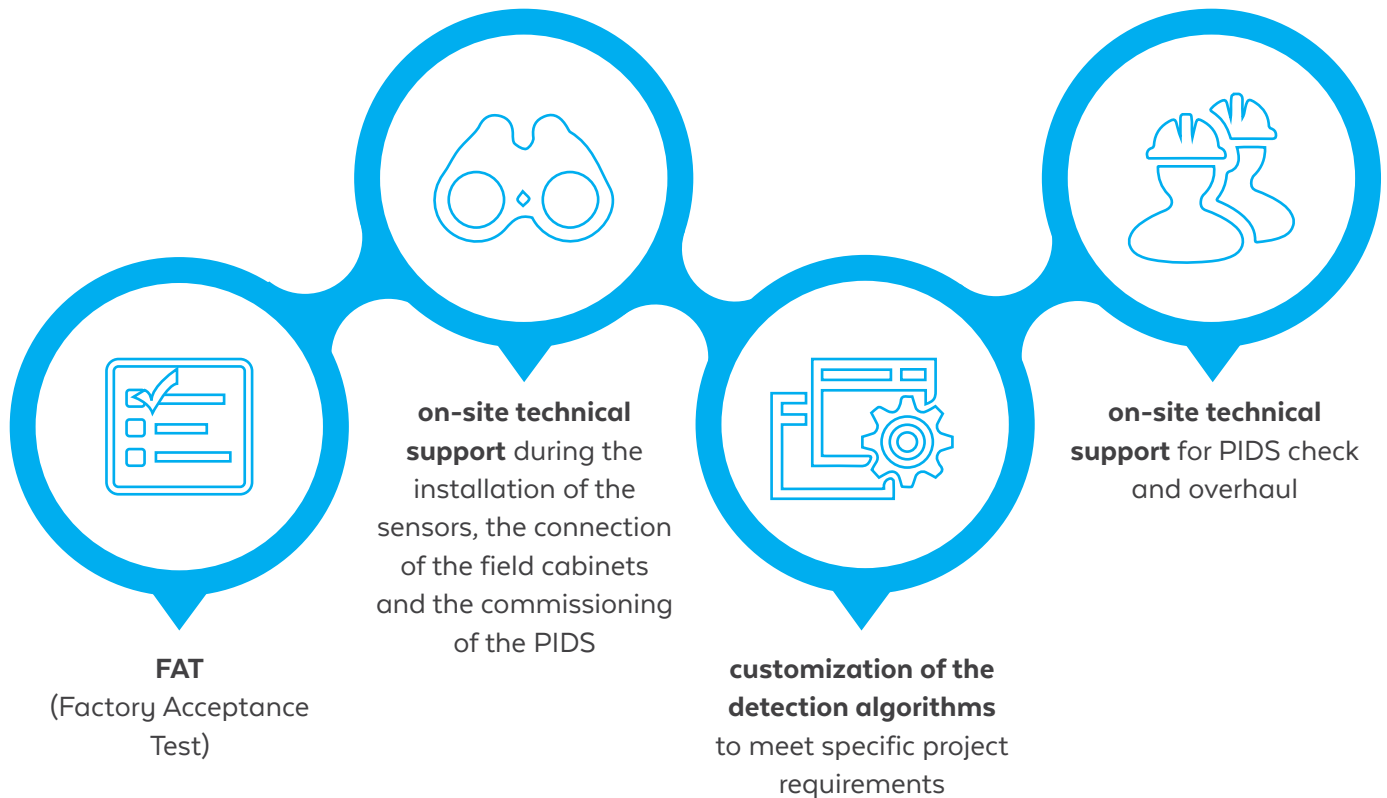 FAT
(Factory Acceptance
Test)
on-site technical
support during the
installation of the
sensors, the connection
of the field cabinets
and the commissioning
of the PIDS
customization of the
detection algorithms
to meet specific project
requirements
on-site technical
support for PIDS check
and overhaul